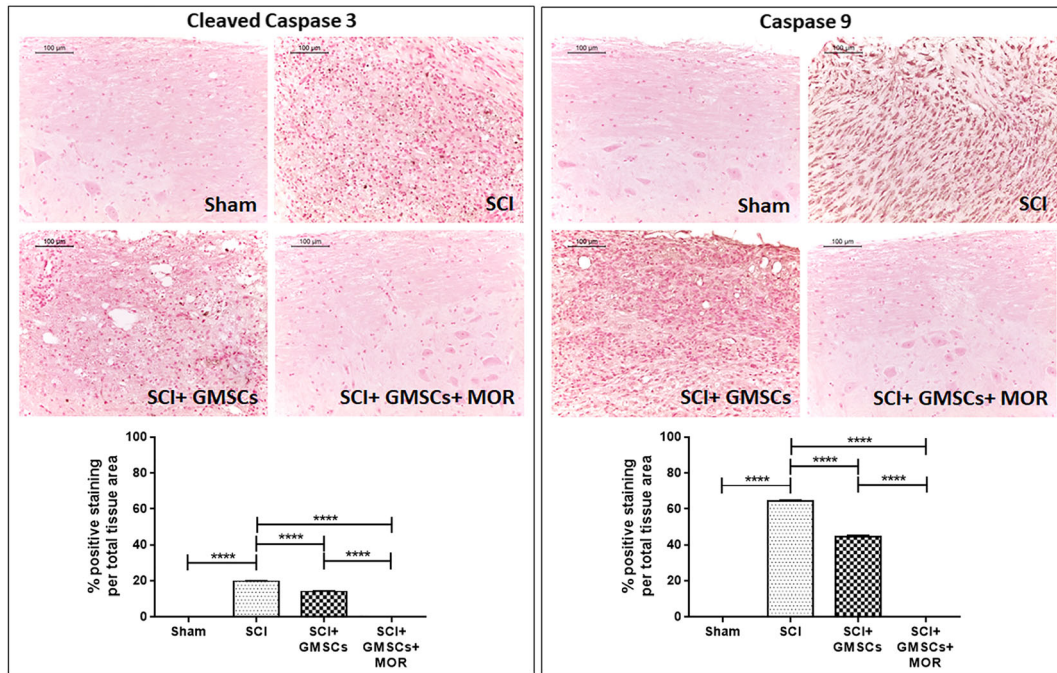 Cleaved Caspase 3
100 µm
100 µm
Sham
SCI
100 µm
100 µm
SCI+ GMSCs
SCI+ GMSCs+ MOR
% positive staining
per total tissue area
100
80
60
40
20
0
****
****
****
****
Sham
SCI
SCI+
GMSCs
SCI+
GMSCs+
MOR
Caspase 9
100 µm
100 µm
Sham
SCI
100 µm
100 µm
SCI+ GMSCs
SCI+ GMSCs+ MOR
% positive staining
per total tissue area
100
80
60
40
20
0
****
****
****
****
Sham
SCI
SCI+
GMSCs
SCI+
GMSCs+
MOR